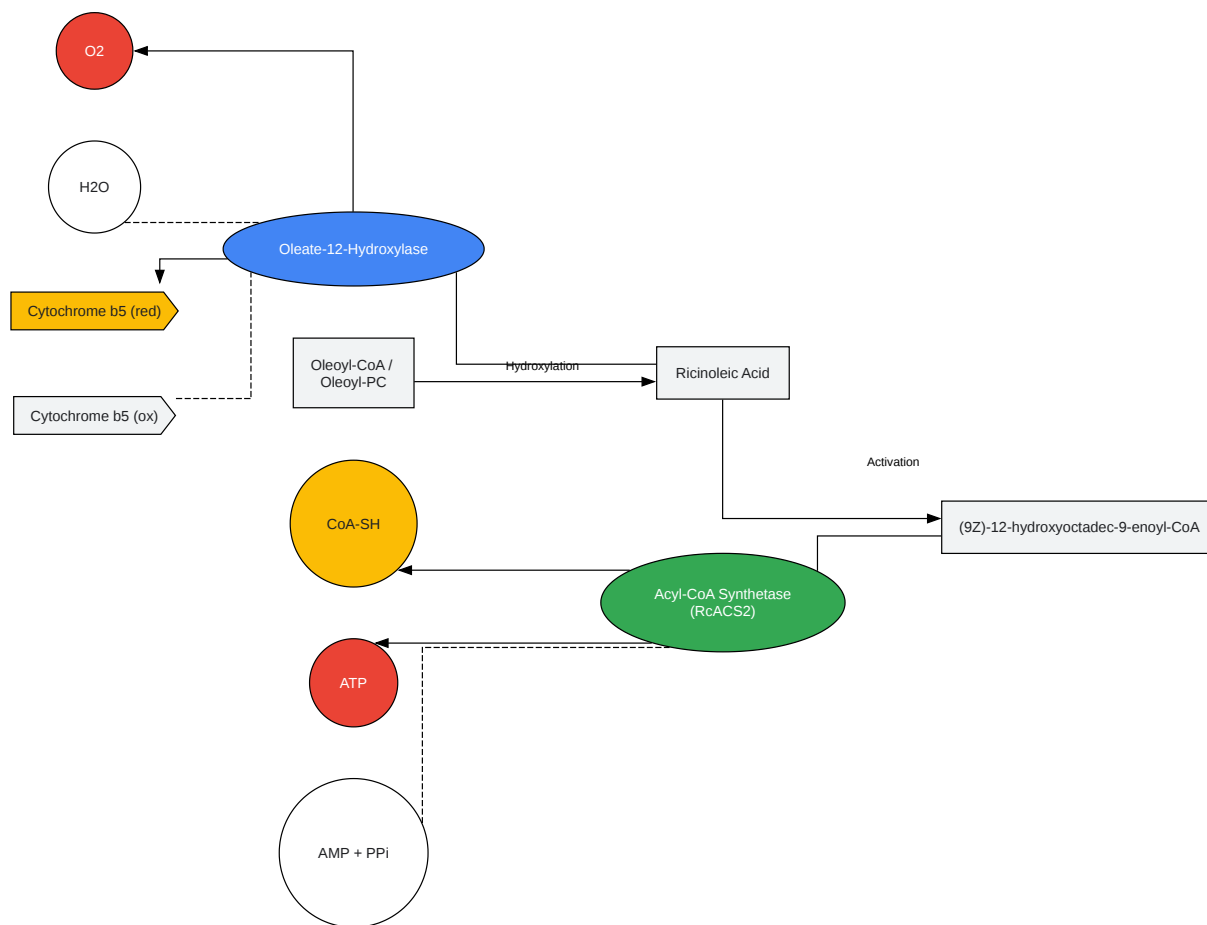 O2
H2O
Oleate-12-Hydroxylase
Cytochrome b5 (red)
Oleoyl-CoA /
Oleoyl-PC
Hydroxylation
Ricinoleic Acid
Cytochrome b5 (ox)
Activation
CoA-SH
(9Z)-12-hydroxyoctadec-9-enoyl-CoA
Acyl-CoA Synthetase
(RcACS2)
ATP
AMP + PPi